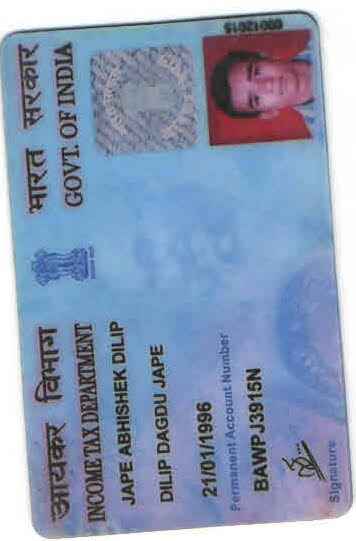 आयकर विभाग
INCOME TAX DEPARTMENT
भारत सरकार
GOVT. OF INDIA
JAPE ABHISHEK DILIP
DILIP DAGDU JAPE
21/01/1996
Permanent Account Number
BAWPJ3915N
Signature